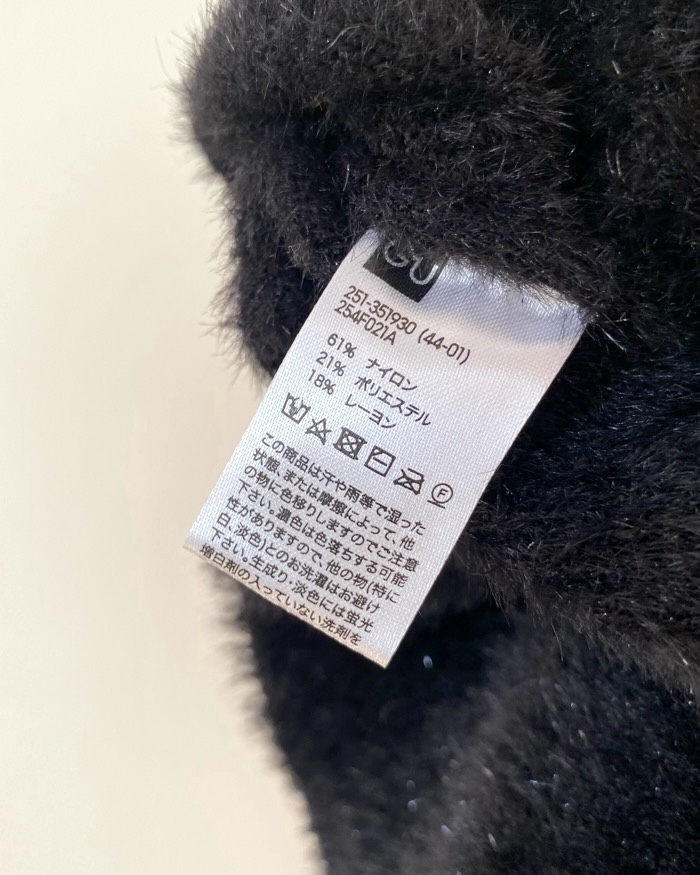 GU
251-351930 (44-01)
254F021A
61% ナイロン
21% ポリエステル
18% レーヨン
F
この商品は汗や雨等で湿った
状態、または摩擦によって、他
の物に色移りしますのでご注意
下さい。濃色は色落ちする可能
性がありますので、他の物(特に
白、淡色)とのお洗濯はお避け
下さい。生成り・淡色には蛍光
増白剤の入っていない洗剤を